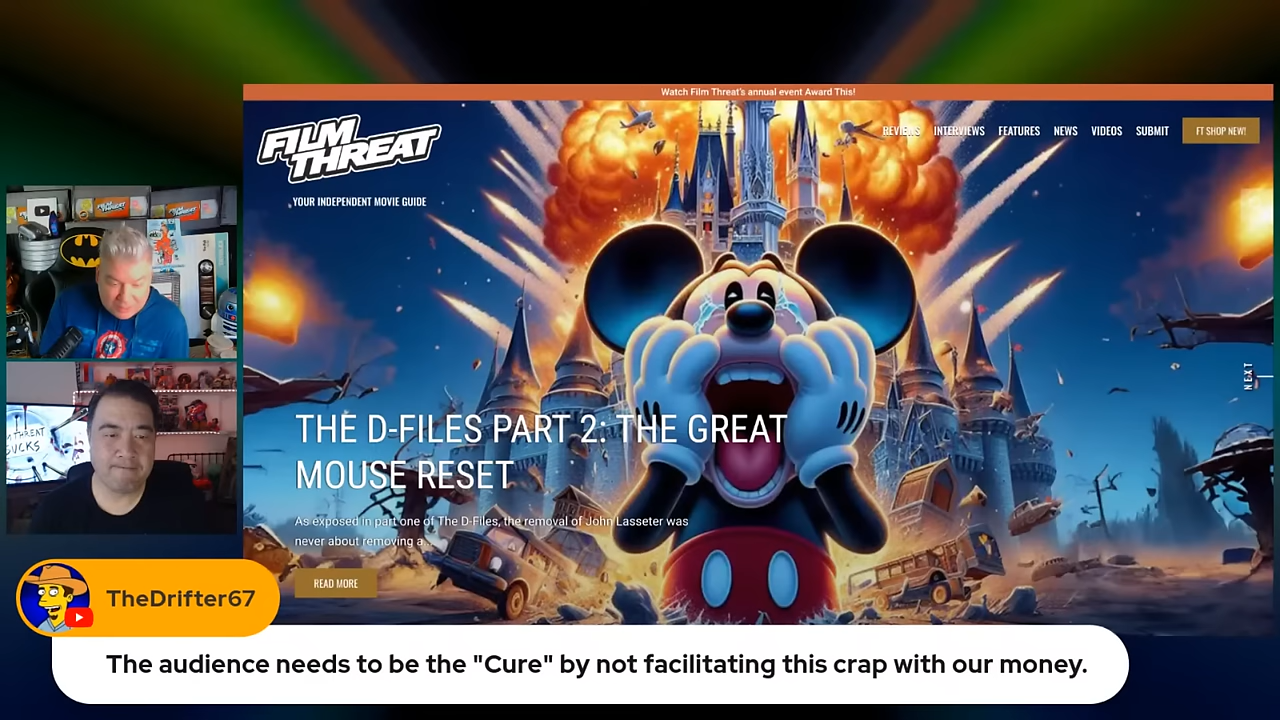 Watch Film Threat's annual event Award This!
FILM THREAT
YOUR INDEPENDENT MOVIE GUIDE
REVIEWS INTERVIEWS FEATURES NEWS VIDEOS SUBMIT FT SHOP NEW!
NEXT
THE D-FILES PART 2: THE GREAT
MOUSE RESET
As exposed in part one of The D-Files, the removal of John Lasseter was
never about removing a...
READ MORE
THREAT
SUCKS
TheDrifter67
The audience needs to be the "Cure" by not facilitating this crap with our money.